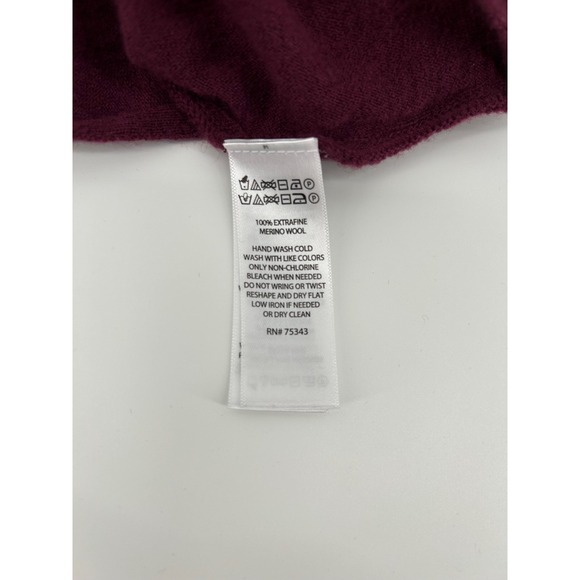 100% EXTRAFINE
MERINO WOOL
HAND WASH COLD
WASH WITH LIKE COLORS
ONLY NON-CHLORINE
BLEACH WHEN NEEDED
DO NOT WRING OR TWIST
RESHAPE AND DRY FLAT
LOW IRON IF NEEDED
OR DRY CLEAN
RN# 75343